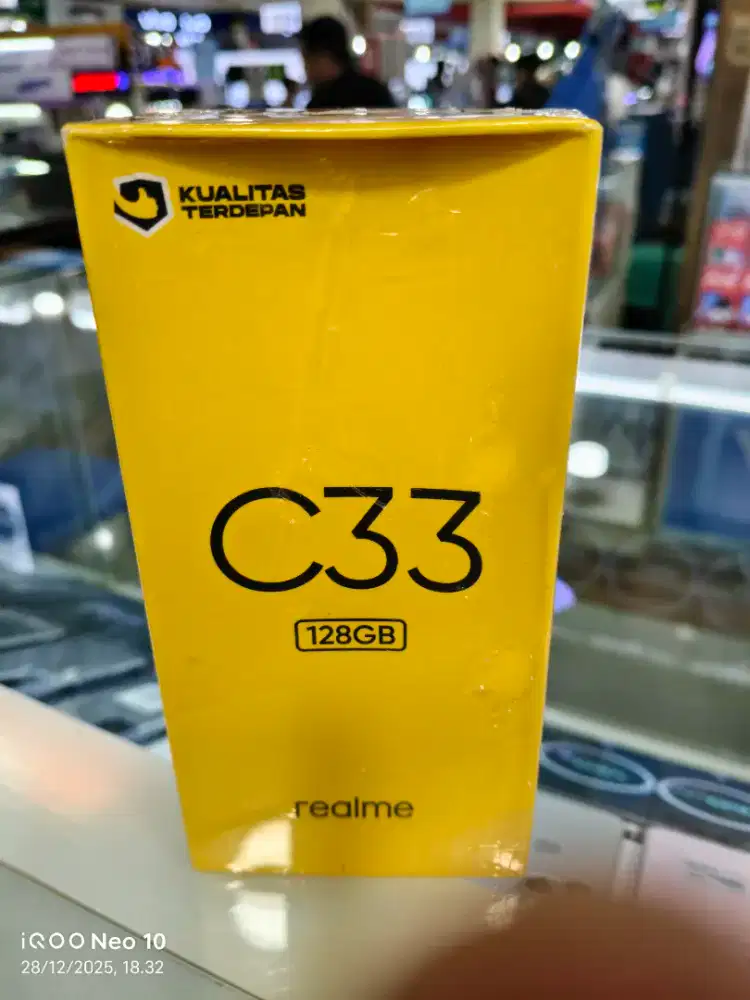 KUALITAS
TERDEPAN
C33
128GB
realme
iQOO Neo 10
28/12/2025, 18.32